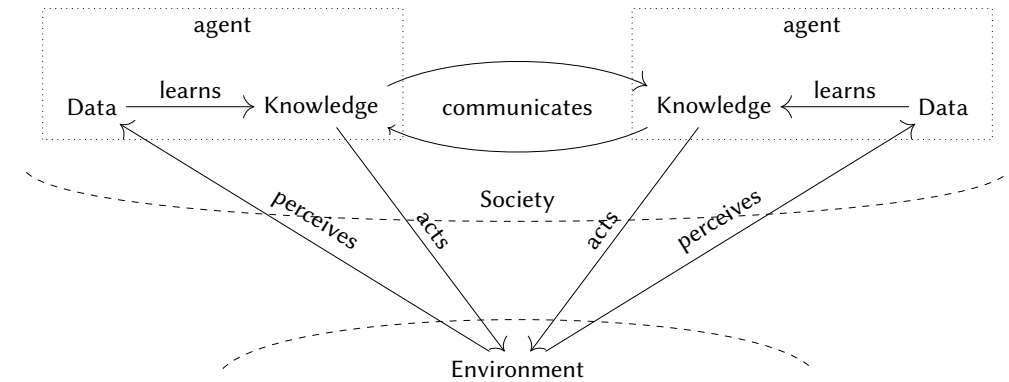 agent
agent
Data
learns
Knowledge
communicates
Knowledge
learns
Data
perceives
acts
Society
acts
perceives
Environment